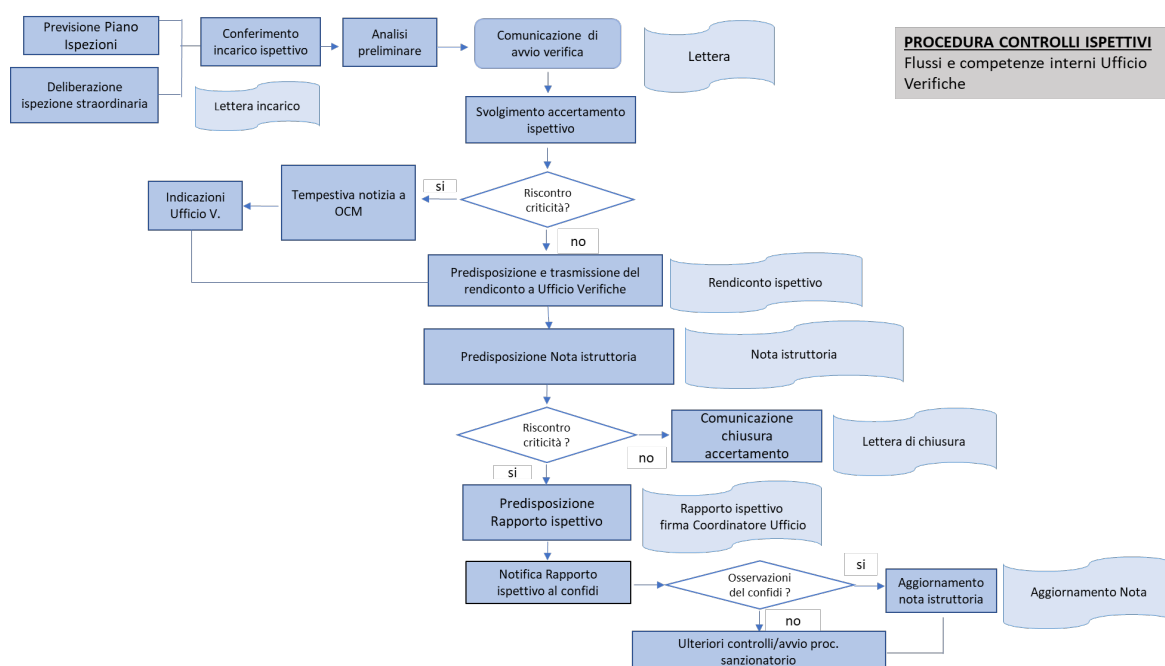 Previsione Piano
Ispezioni
Conferimento
incarico ispettivo
Analisi
preliminare
Comunicazione di
avvio verifica
Lettera
PROCEDURA CONTROLLI ISPETTIVI
Flussi e competenze interni Ufficio
Verifiche
Deliberazione
ispezione straordinaria
Lettera incarico
Svolgimento accertamento
ispettivo
Riscontro
criticità?
si
Tempestiva notizia a
OCM
Indicazioni
Ufficio V.
no
Predisposizione e trasmissione del
rendiconto a Ufficio Verifiche
Rendiconto ispettivo
Predisposizione Nota istruttoria
Nota istruttoria
Riscontro
criticità ?
no
Comunicazione
chiusura
accertamento
Lettera di chiusura
si
Predisposizione
Rapporto ispettivo
Rapporto ispettivo
firma Coordinatore Ufficio
Notifica Rapporto
ispettivo al confidi
Osservazioni
del confidi ?
si
Aggiornamento
nota istruttoria
Aggiornamento Nota
no
Ulteriori controlli/avvio proc.
sanzionatorio